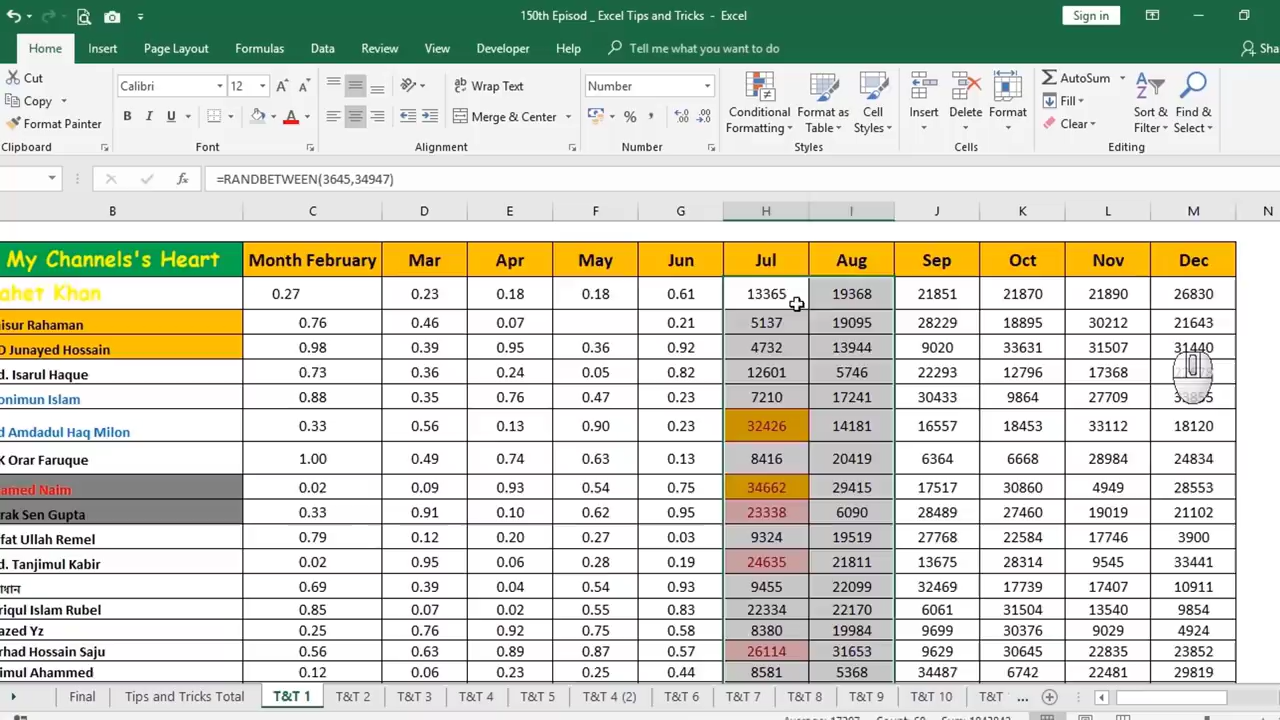 150th Episod _ Excel Tips and Tricks - Excel
Sign in
Home Insert Page Layout Formulas Data Review View Developer Help Tell me what you want to do Sha
Cut
Copy
Format Painter
Clipboard
Calibri 12
B I U
Font
Wrap Text
Merge & Center
Alignment
Number
Number
Conditional Formatting
Format as Table
Cell Styles
Styles
Insert
Delete
Format
Cells
AutoSum
Fill
Clear
Sort & Filter
Find & Select
Editing
=RANDBETWEEN(3645,34947)
B C D E F G H I J K L M N
My Channels's Heart Month February Mar Apr May Jun Jul Aug Sep Oct Nov Dec
ahet Khan 0.27 0.23 0.18 0.18 0.61 13365 19368 21851 21870 21890 26830
isur Rahaman 0.76 0.46 0.07 0.21 5137 19095 28229 18895 30212 21643
D Junayed Hossain 0.98 0.39 0.95 0.36 0.92 4732 13944 9020 33631 31507 31440
d. Isarul Haque 0.73 0.36 0.24 0.05 0.82 12601 5746 22293 12796 17368
onimun Islam 0.88 0.35 0.76 0.47 0.23 7210 17241 30433 9864 27709 33855
d Amdadul Haq Milon 0.33 0.56 0.13 0.90 0.23 32426 14181 16557 18453 33112 18120
K Orar Faruque 1.00 0.49 0.74 0.63 0.13 8416 20419 6364 6668 28984 24834
amed Naim 0.02 0.09 0.93 0.54 0.75 34662 29415 17517 30860 4949 28553
rak Sen Gupta 0.33 0.91 0.10 0.62 0.95 23338 6090 28489 27460 19019 21102
fat Ullah Remel 0.79 0.12 0.20 0.27 0.03 9324 19519 27768 22584 17746 3900
d. Tanjimul Kabir 0.02 0.95 0.06 0.28 0.19 24635 21811 13675 28314 9545 33441
াধান 0.69 0.39 0.04 0.54 0.93 9455 22099 32469 17739 17407 10911
riqul Islam Rubel 0.85 0.07 0.02 0.55 0.83 22334 22170 6061 31504 13540 9854
azed Yz 0.25 0.76 0.92 0.75 0.58 8380 19984 9699 30376 9029 4924
rhad Hossain Saju 0.56 0.63 0.89 0.87 0.57 26114 31653 9629 30645 22835 23852
imul Ahammed 0.12 0.06 0.23 0.25 0.44 8581 5368 34487 6742 22481 29819
Final Tips and Tricks Total T&T 1 T&T 2 T&T 3 T&T 4 T&T 5 T&T 4 (2) T&T 6 T&T 7 T&T 8 T&T 9 T&T 10 T&T ...